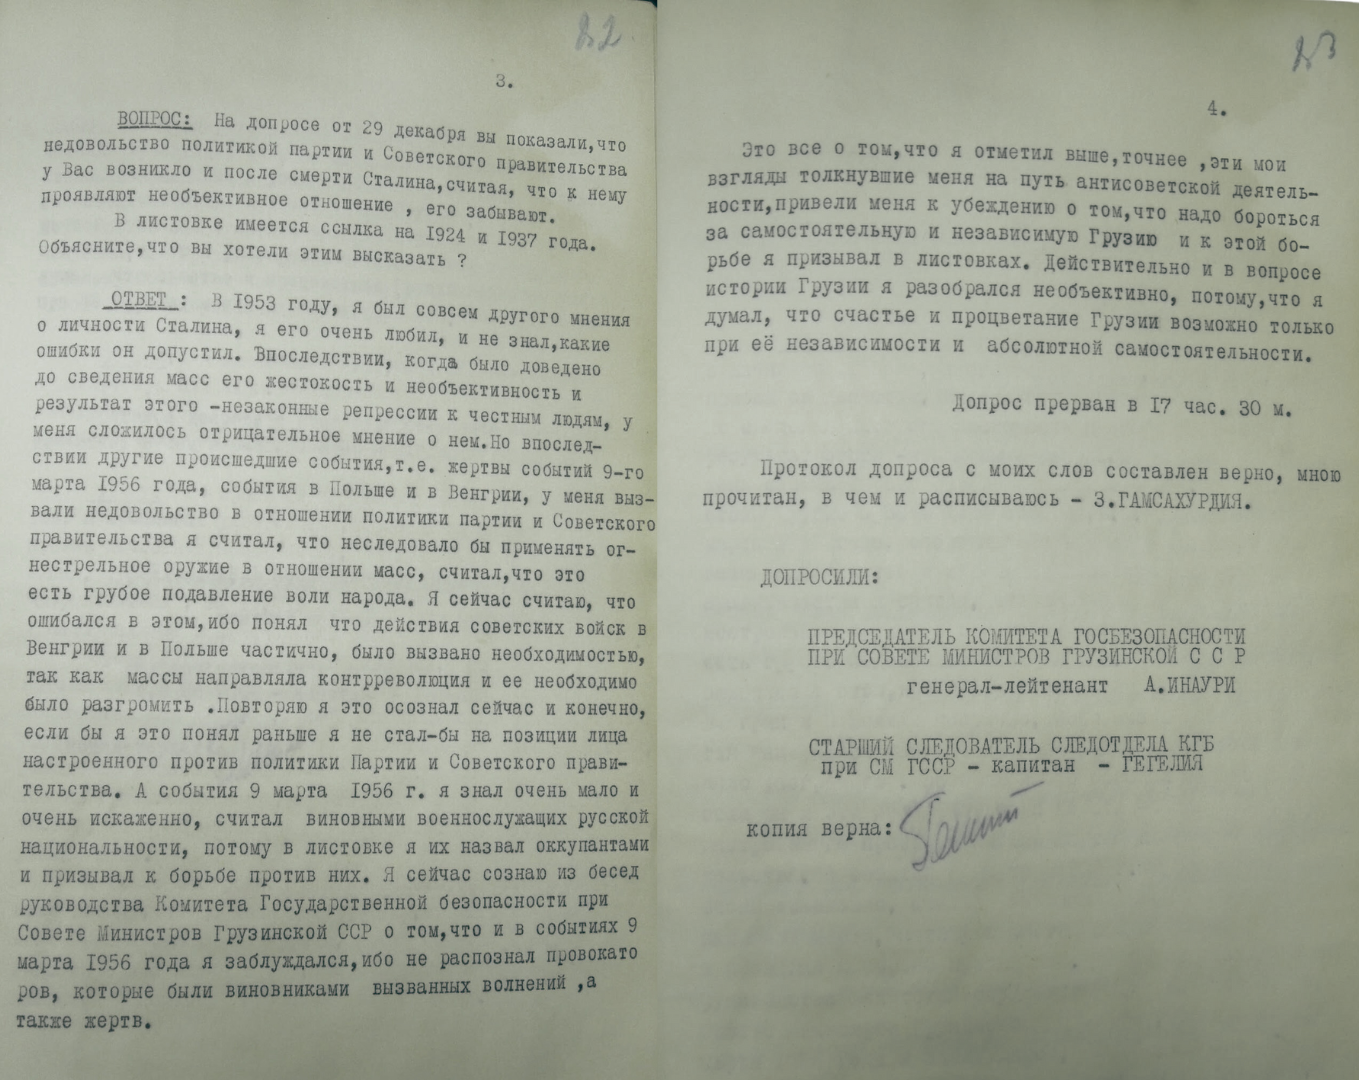 82
3.
ВОПРОС: На допросе от 29 декабря вы показали,что
недовольство политикой партии и Советского правительства
у Вас возникло и после смерти Сталина,считая, что к нему
проявляют необъективное отношение , его забывают.
В листовке имеется ссылка на 1924 и 1937 года.
Объясните,что вы хотели этим высказать ?
ОТВЕТ : В 1953 году, я был совсем другого мнения
о личности Сталина, я его очень любил, и не знал,какие
ошибки он допустил. Впоследствии, когда было доведено
до сведения масс его жестокость и необъективность и
результат этого -незаконные репрессии к честным людям, у
меня сложилось отрицательное мнение о нем.Но впослед-
ствии другие происшедшие события,т.е. жертвы событий 9-го
марта 1956 года, события в Польше и в Венгрии, у меня выз-
вали недовольство в отношении политики партии и Советского
правительства я считал, что неследовало бы применять ог-
нестрельное оружие в отношении масс, считал,что это
есть грубое подавление воли народа. Я сейчас считаю, что
ошибался в этом,ибо понял что действия советских войск в
Венгрии и в Польше частично, было вызвано необходимостью,
так как массы направляла контрреволюция и ее необходимо
было разгромить .Повторяю я это осознал сейчас и конечно,
если бы я это понял раньше я не стал-бы на позиции лица
настроенного против политики Партии и Советского прави-
тельства. А события 9 марта 1956 г. я знал очень мало и
очень искаженно, считал виновными военнослужащих русской
национальности, потому в листовке я их назвал оккупантами
и призывал к борьбе против них. Я сейчас сознаю из бесед
руководства Комитета Государственной безопасности при
Совете Министров Грузинской ССР о том,что и в событиях 9
марта 1956 года я заблуждался,ибо не распознал провокато
ров, которые были виновниками вызванных волнений ,а
также жертв.
83
4.
Это все о том,что я отметил выше,точнее ,эти мои
взгляды толкнувшие меня на путь антисоветской деятель-
ности,привели меня к убеждению о том,что надо бороться
за самостоятельную и независимую Грузию и к этой бо-
рьбе я призывал в листовках. Действительно и в вопросе
истории Грузии я разобрался необъективно, потому,что я
думал, что счастье и процветание Грузии возможно только
при её независимости и абсолютной самостоятельности.
Допрос прерван в 17 час. 30 м.
Протокол допроса с моих слов составлен верно, мною
прочитан, в чем и расписываюсь - З.ГАМСАХУРДИЯ.
ДОПРОСИЛИ:
ПРЕДСЕДАТЕЛЬ КОМИТЕТА ГОСБЕЗОПАСНОСТИ
ПРИ СОВЕТЕ МИНИСТРОВ ГРУЗИНСКОЙ С С Р
генерал-лейтенант А.ИНАУРИ
СТАРШИЙ СЛЕДОВАТЕЛЬ СЛЕДОТДЕЛА КГБ
при СМ ГССР - капитан - ГЕГЕЛИЯ
копия верна: